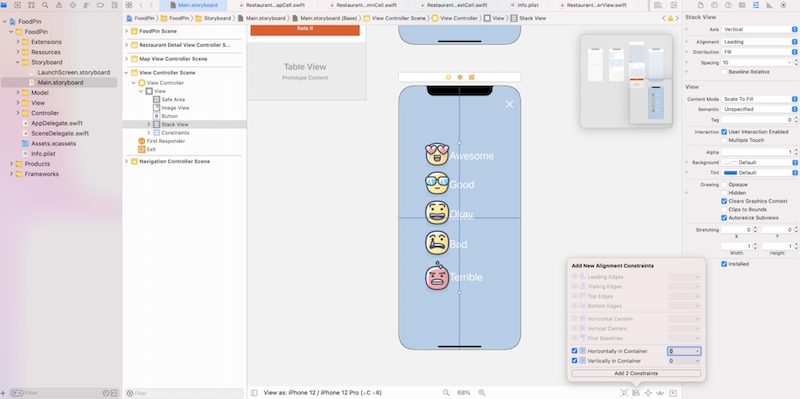 FoodPin
FoodPin
Extensions
Resources
Storyboard
LaunchScreen.storyboard
Main.storyboard
Model
View
Controller
AppDelegate.swift
SceneDelegate.swift
Assets.xcassets
Info.plist
Products
Frameworks
Filter
Restaurant...apCell.swift
Restaurant...mnCell.swift
Restaurant...extCell.swift
Info.plist
Restaurant...erView.swift
FoodPin
FoodPin
Storyboard
Main.storyboard
Main.storyboard (Base)
View Controller Scene
View Controller
View
Stack View
FoodPin Scene
Restaurant Detail View Controller S...
Map View Controller Scene
View Controller Scene
View Controller
View
Safe Area
Image View
Button
Stack View
Constraints
First Responder
Exit
Navigation Controller Scene
Filter
Rate it
Table View
Prototype Content
Awesome
Good
Okay
Bad
Terrible
View as: iPhone 12 / iPhone 12 Pro (wC hR)
68%
Add New Alignment Constraints
Leading Edges
Trailing Edges
Top Edges
Bottom Edges
Horizontal Centers
Vertical Centers
First Baselines
Horizontally in Container 0
Vertically in Container 0
Add 2 Constraints
Stack View
Axis Vertical
Alignment Leading
Distribution Fill
Spacing 10
Baseline Relative
View
Content Mode Scale To Fill
Semantic Unspecified
Tag 0
Interaction User Interaction Enabled
Multiple Touch
Alpha 1
Background Default
Tint Default
Drawing Opaque
Hidden
Clears Graphics Context
Clips to Bounds
Autoresize Subviews
Stretching 0 0
X Y
1 1
Width Height
Installed